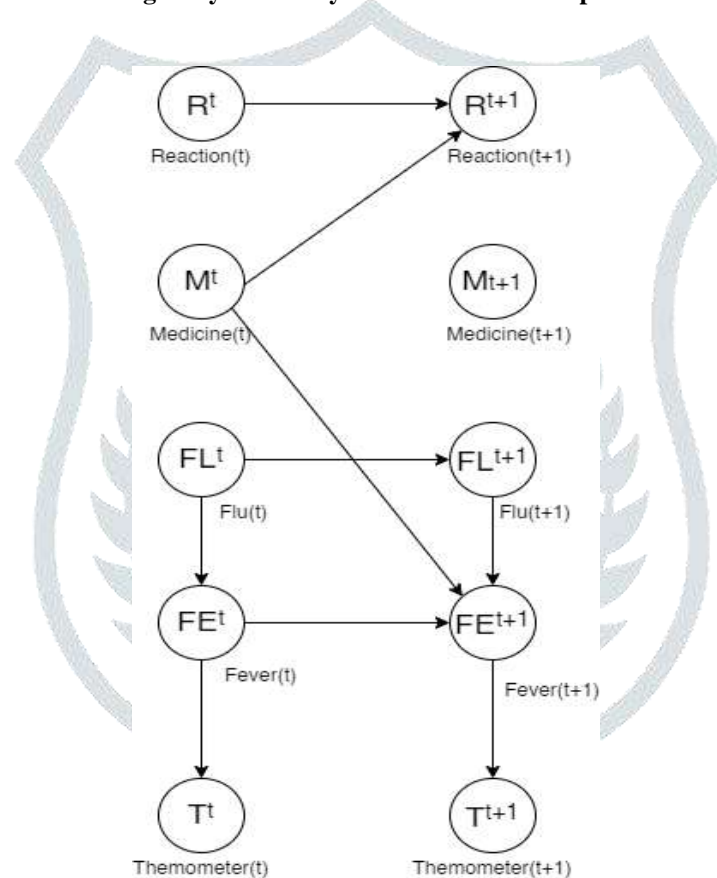 R^t R^t+1
Reaction(t) Reaction(t+1)
M^t Mt+1
Medicine(t) Medicine(t+1)
FL^t FL^t+1
Flu(t) Flu(t+1)
FE^t FE^t+1
Fever(t)
Fever(t+1)
T^t T^t+1
Themometer(t) Themometer(t+1)